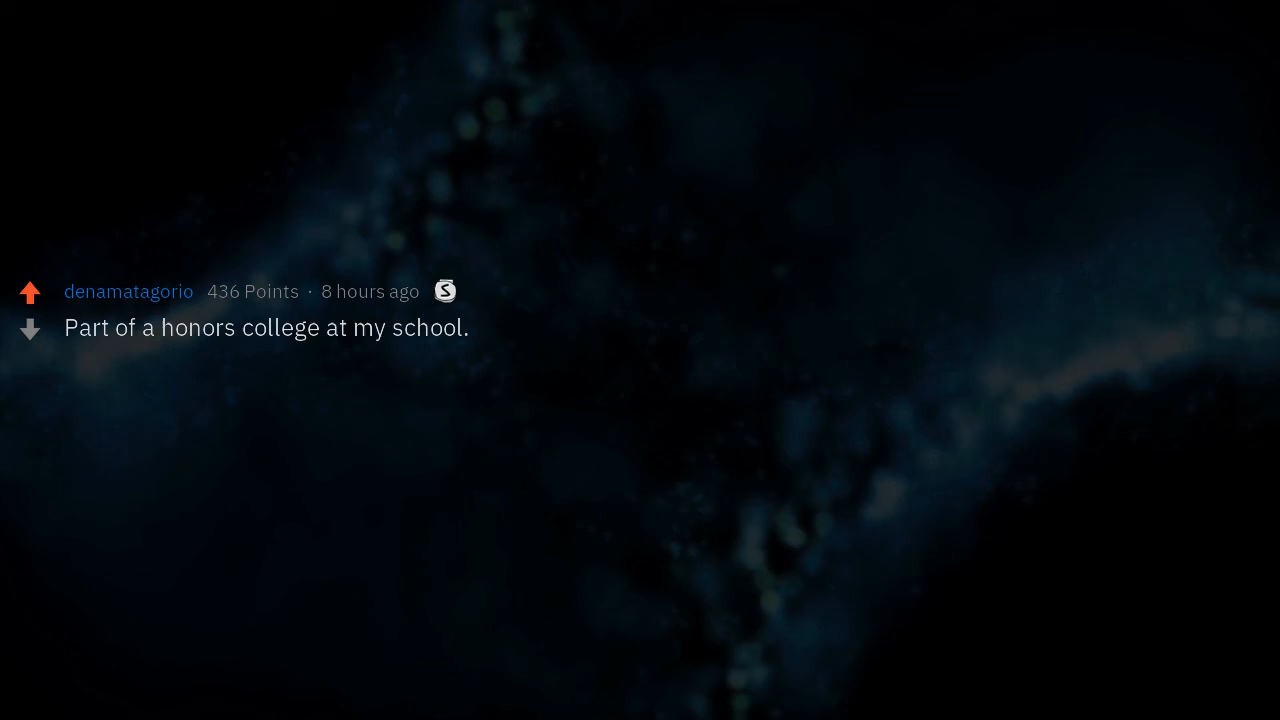 denamatagorio 436 Points · 8 hours ago S
Part of a honors college at my school.